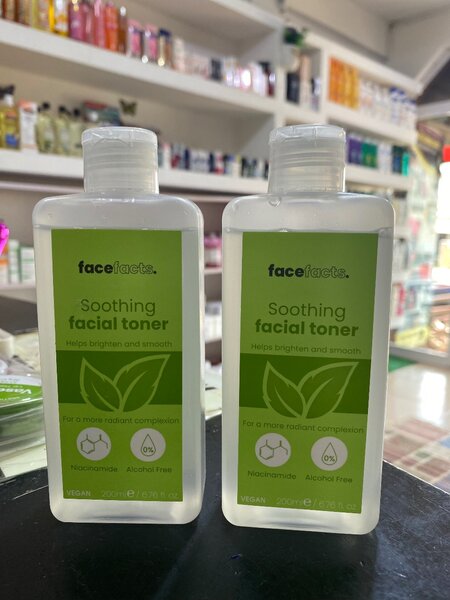 facefacts.
Soothing
facial toner
Helps brighten and smooth
For a more radiant complexion
0%
Niacinamide
Alcohol Free
VEGAN
200ml e / 6.76 fl. oz
facefacts.
Soothing
facial toner
Helps brighten and smooth
For a more radiant complexion
0%
Niacinamide
Alcohol Free
VEGAN
200ml e / 6.76 fl. oz
Vase